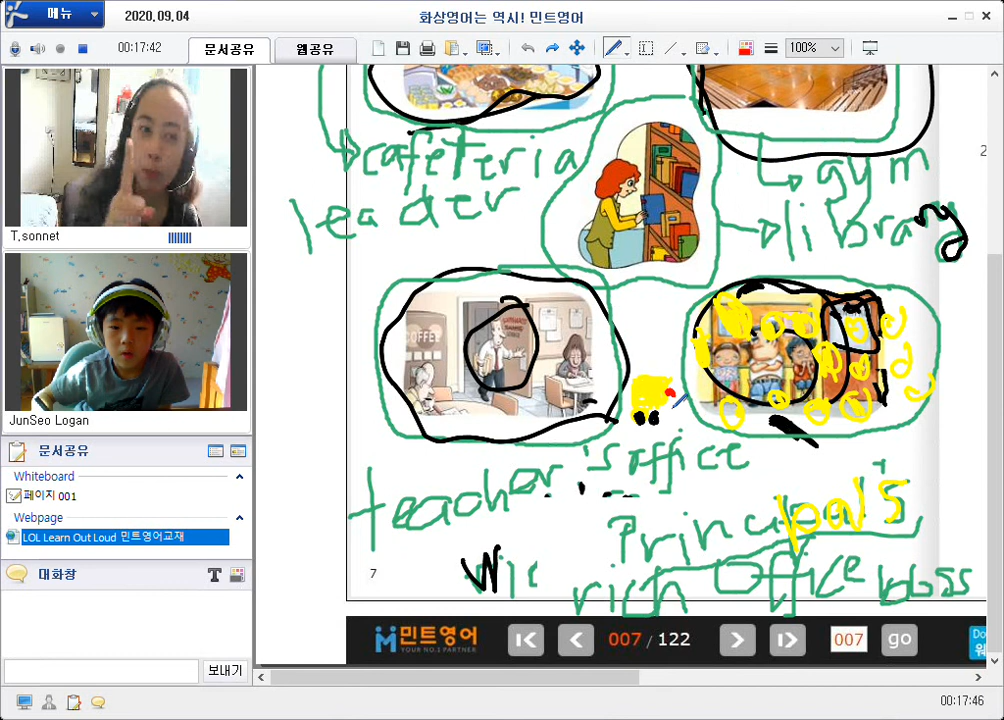 메뉴 2020.09.04 화상영어는 역시! 민트영어
00:17:42 문서공유 웹공유 100%
T.sonnet
JunSeo Logan
문서공유
Whiteboard
페이지 001
Webpage
LOL Learn Out Loud 민트영어교재
대화창
보내기
2
cafeteria
gym
leader
library
COFFEE
teacher's office
principal's
rich office boss
7
민트영어 YOUR NO.1 PARTNER 007 / 122 007 go
00:17:46